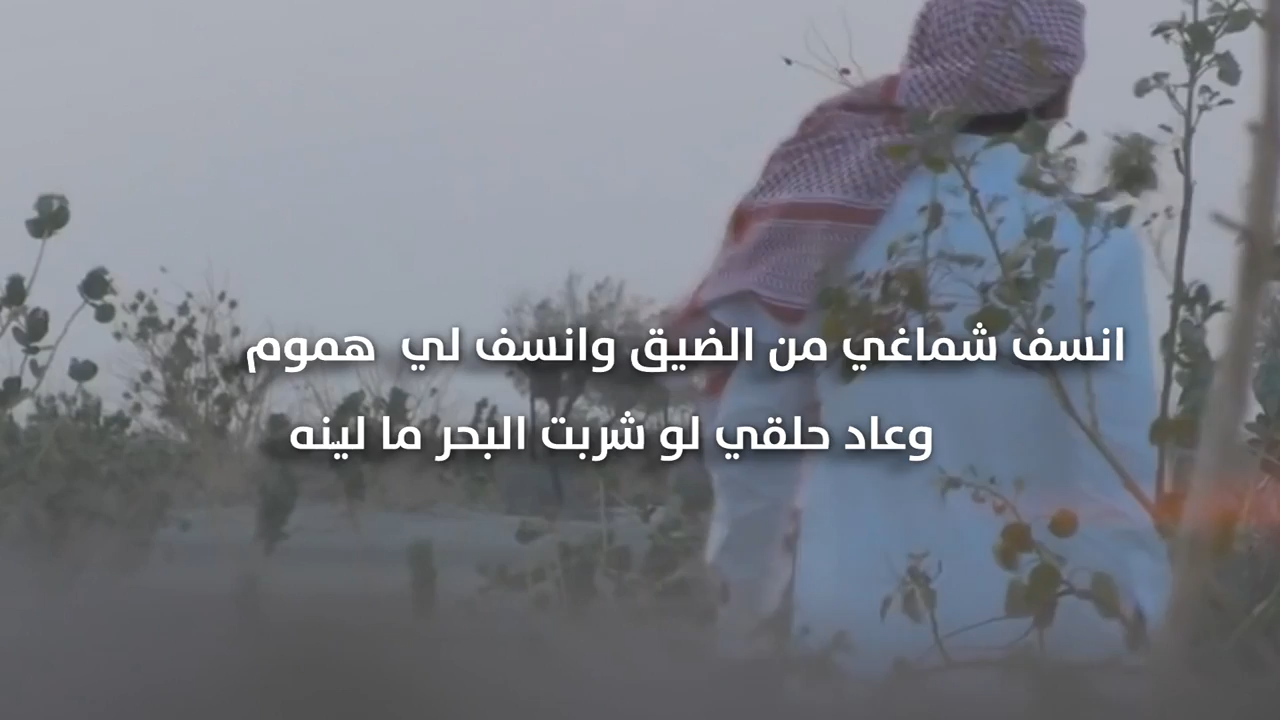 انسف شماغي من الضيق وانسف لي هموم
وعاد حلقي لو شربت البحر ما لينه